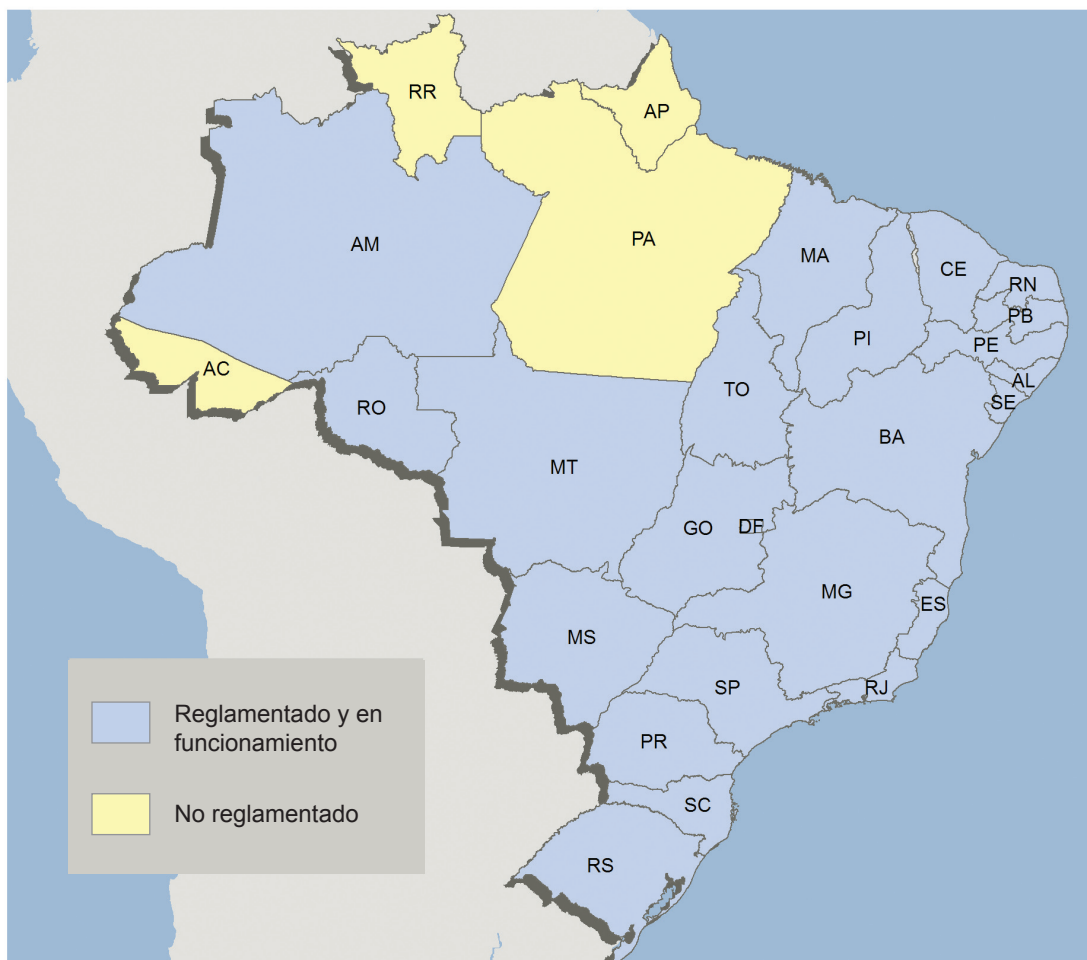 RR
AP
AM
PA
MA
CE
RN
PB
PI
PE
AC
AL
TO
SE
RO
BA
MT
GO
DF
MG
ES
MS
SP
RJ
PR
SC
RS
Reglamentado y en
funcionamiento
No reglamentado